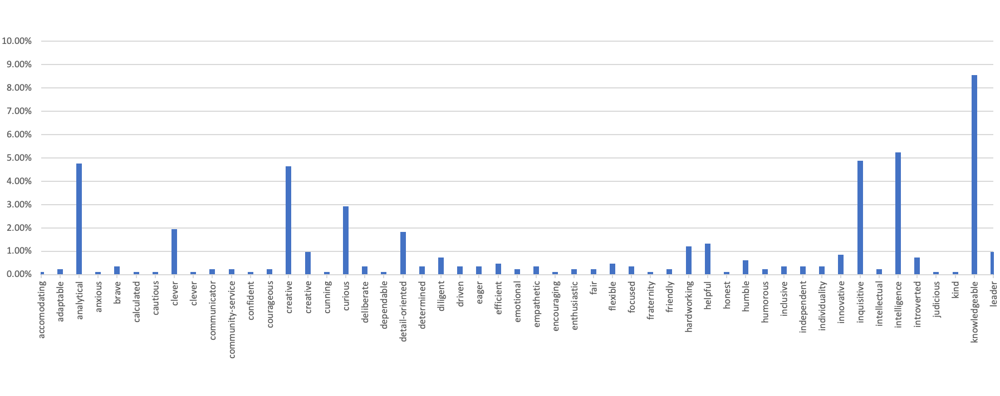 10.00%
9.00%
8.00%
7.00%
6.00%
5.00%
4.00%
3.00%
2.00%
1.00%
0.00%
accomodating
adaptable
analytical
anxious
brave
calculated
cautious
clever
clever
communicator
community-service
confident
courageous
creative
creative
cunning
curious
deliberate
dependable
detail-oriented
determined
diligent
driven
eager
efficient
emotional
empathetic
encouraging
enthusiastic
fair
flexible
focused
fraternity
friendly
hardworking
helpful
honest
humble
humorous
inclusive
independent
individuality
innovative
inquisitive
intellectual
intelligence
introverted
judicious
kind
knowledgeable
leader